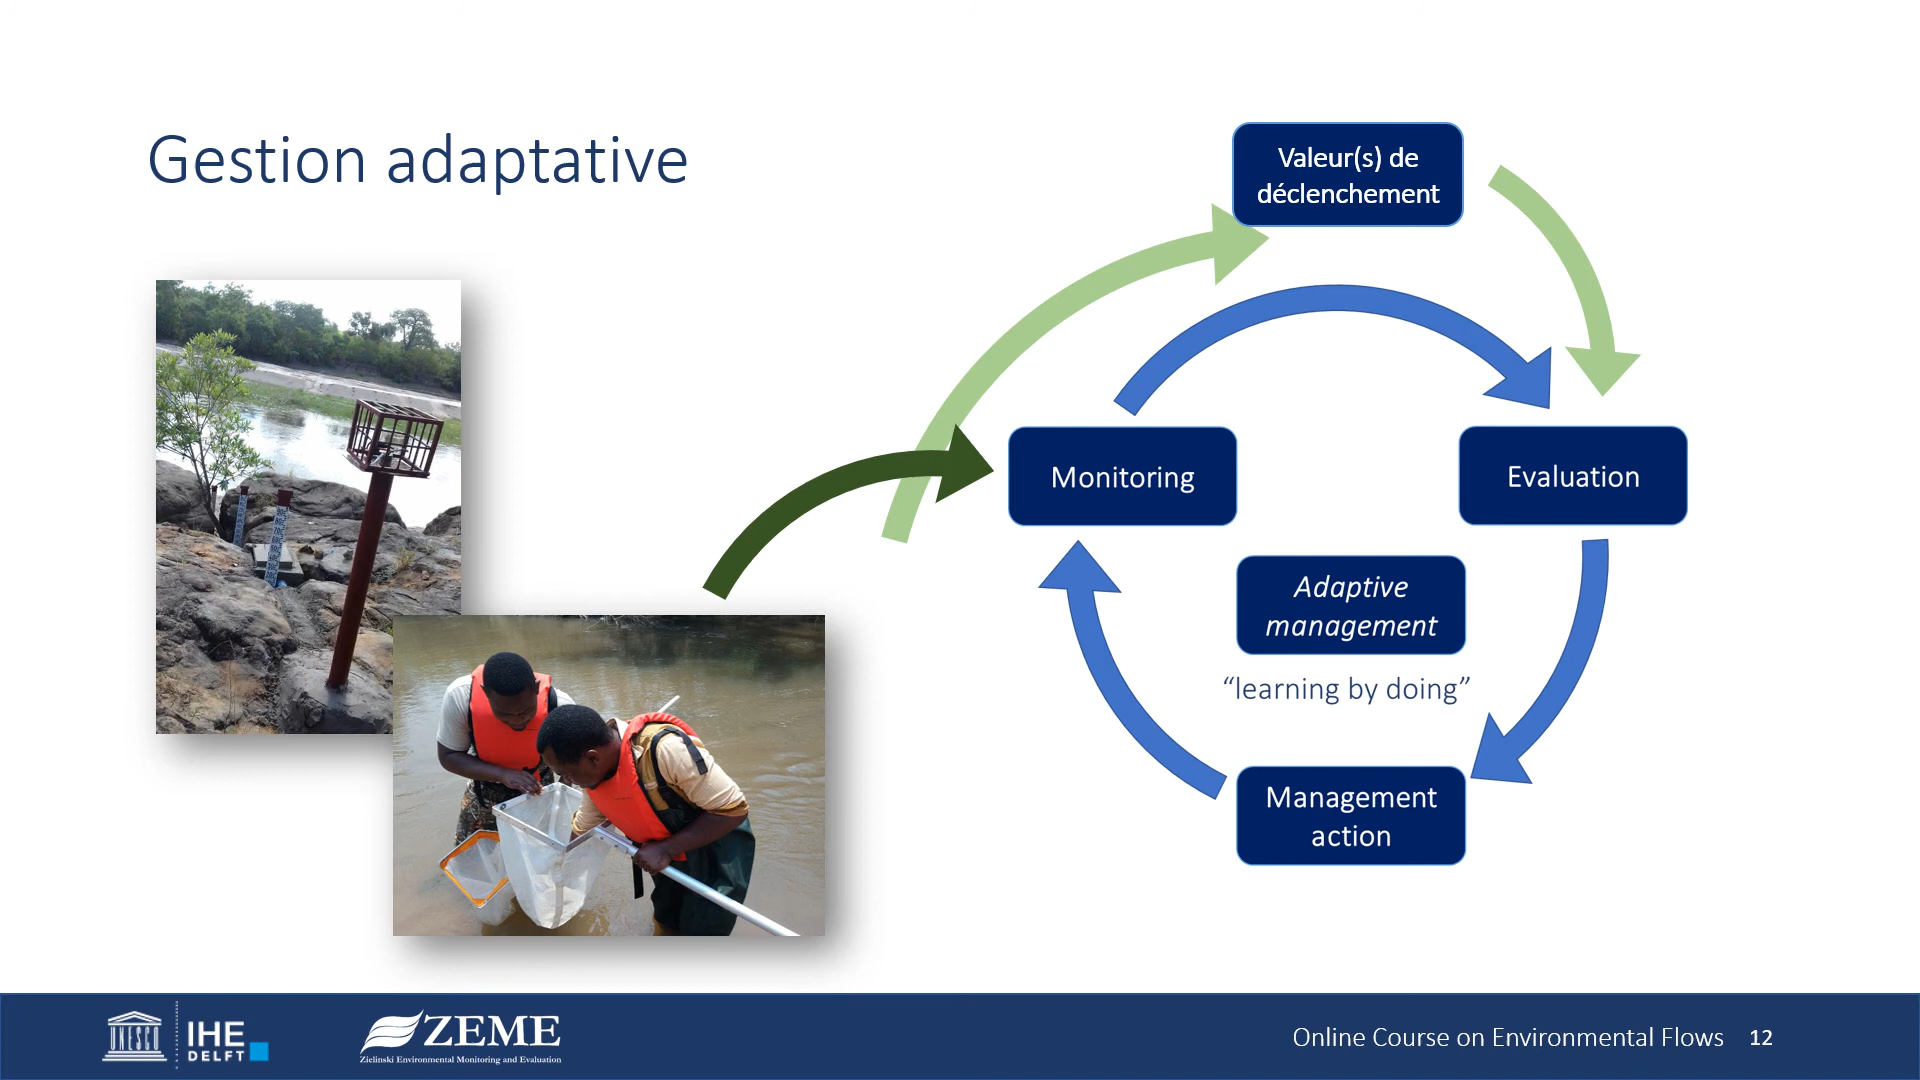 Gestion adaptative
Valeur(s) de
déclenchement
Monitoring
Evaluation
Adaptive
management
“learning by doing”
Management
action
UNESCO
IHE
DELFT
ZEME
Zielinski Environmental Monitoring and Evaluation
Online Course on Environmental Flows 12